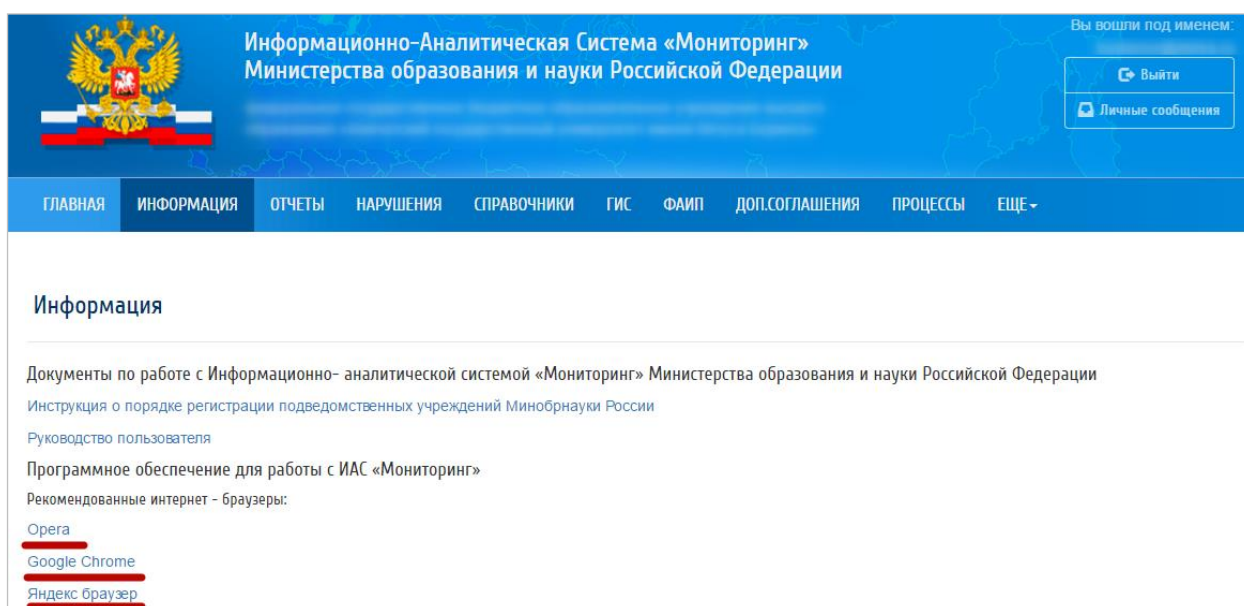 Информационно-Аналитическая Система «Мониторинг»
Министерства образования и науки Российской Федерации
Вы вошли под именем:
Выйти
Личные сообщения
ГЛАВНАЯ ИНФОРМАЦИЯ ОТЧЕТЫ НАРУШЕНИЯ СПРАВОЧНИКИ ГИС ФАИП ДОП.СОГЛАШЕНИЯ ПРОЦЕССЫ ЕЩЕ
Информация
Документы по работе с Информационно- аналитической системой «Мониторинг» Министерства образования и науки Российской Федерации
Инструкция о порядке регистрации подведомственных учреждений Минобрнауки России
Руководство пользователя
Программное обеспечение для работы с ИАС «Мониторинг»
Рекомендованные интернет - браузеры:
Opera
Google Chrome
Яндекс браузер